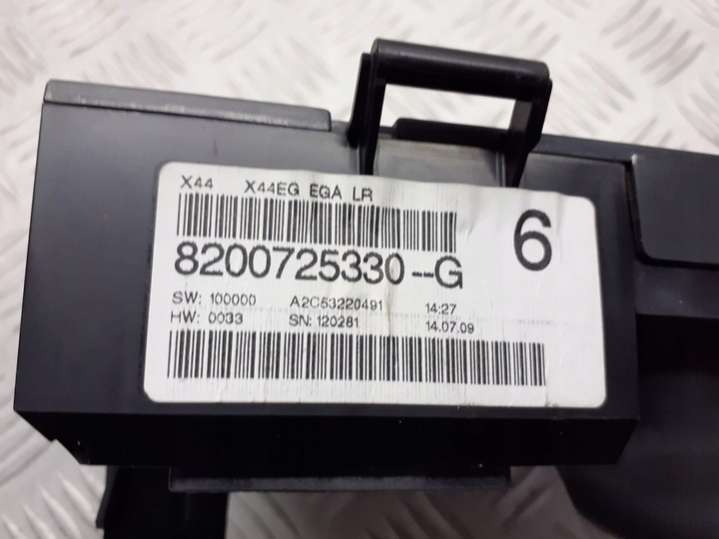 X44 X44EG EGA LR
6
8200725330--G
SW: 100000 A2C53220491 14:27
HW: 0033 SN: 120281 14.07.09